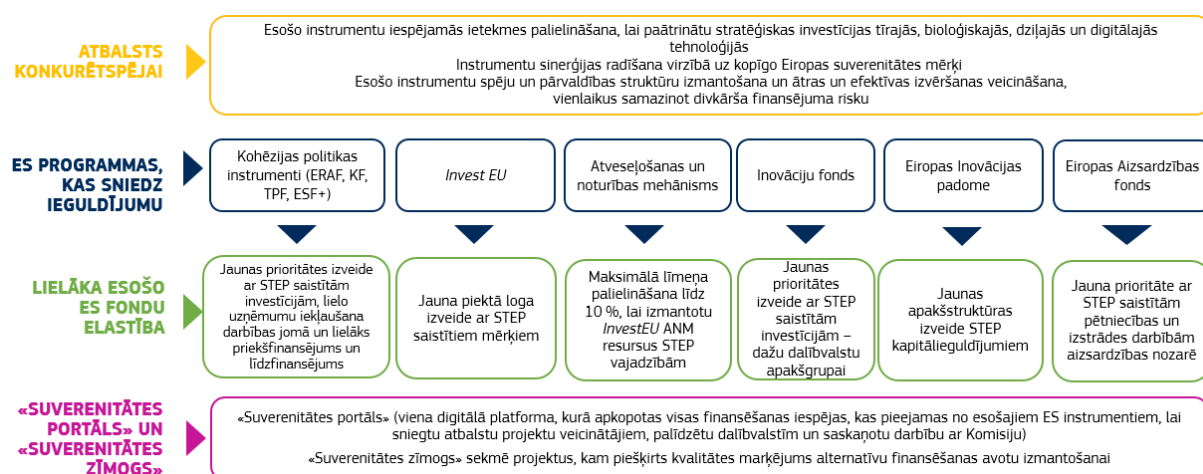 ATBALSTS
KONKURĒTSPĒJAI
Esošo instrumentu iespējamās ietekmes palielināšana, lai paātrinātu stratēģiskas investīcijas tīrajās, bioloģiskajās, dziļajās un digitālajās
tehnoloģijās
Instrumentu sinerģijas radīšana virzībā uz kopīgo Eiropas suverenitātes mērķi
Esošo instrumentu spēju un pārvaldības struktūru izmantošana un ātras un efektīvas izvēršanas veicināšana,
vienlaikus samazinot divkārša finansējuma risku
ES PROGRAMMAS,
KAS SNIEDZ
IEGULDĪJUMU
Kohēzijas politikas
instrumenti (ERAF, KF,
TPF, ESF+)
Invest EU
Atveseļošanas un
noturības mehānisms
Inovāciju fonds
Eiropas Inovācijas
padome
Eiropas Aizsardzības
fonds
LIELĀKA ESOŠO
ES FONDU
ELASTĪBA
Jaunas prioritātes izveide
ar STEP saistītām
investīcijām, lielo
uzņēmumu iekļaušana
darbības jomā un lielāks
priekšfinansējums un
līdzfinansējums
Jauna piektā loga
izveide ar STEP
saistītiem mērķiem
Maksimālā līmeņa
palielināšana līdz
10 %, lai izmantotu
InvestEU ANM
resursus STEP
vajadzībām
Jaunas
prioritātes
izveide ar STEP
saistītām
investīcijām –
dažu dalībvalstu
apakšgrupai
Jaunas
apakšstruktūras
izveide STEP
kapitālieguldījumiem
Jauna prioritāte ar
STEP saistītām
pētniecības un
izstrādes darbībām
aizsardzības nozarē
«SUVERENITĀTES
PORTĀLS» UN
«SUVERENITĀTES
ZĪMOGS»
«Suverenitātes portāls» (viena digitālā platforma, kurā apkopotas visas finansēšanas iespējas, kas pieejamas no esošajiem ES instrumentiem, lai
sniegtu atbalstu projektu veicinātājiem, palīdzētu dalībvalstīm un saskaņotu darbību ar Komisiju)
«Suverenitātes zīmogs» sekmē projektus, kam piešķirts kvalitātes marķējums alternatīvu finansēšanas avotu izmantošanai